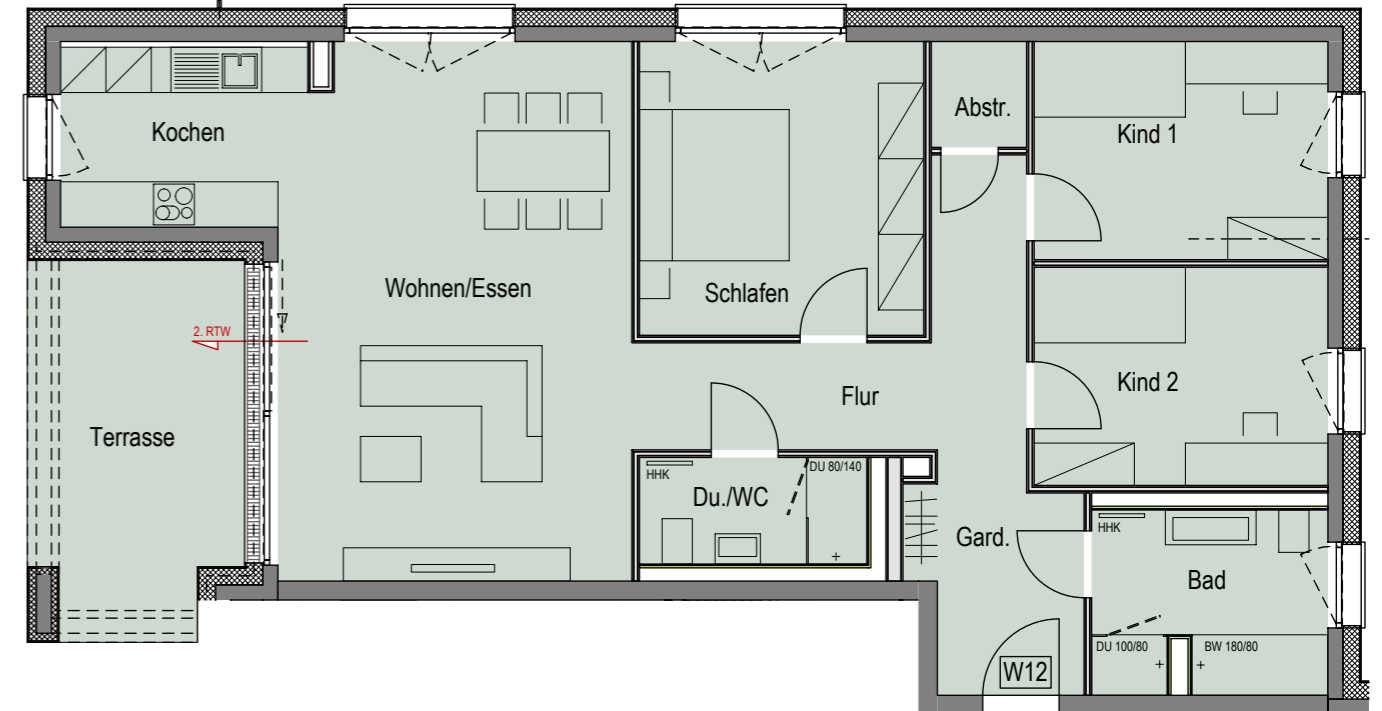 Kochen
Abstr.
Kind 1
Wohnen/Essen
Schlafen
2. RTW
Flur
Kind 2
Terrasse
HHK
DU 80/140
Du./WC
Gard.
HHK
Bad
DU 100/80
BW 180/80
W12